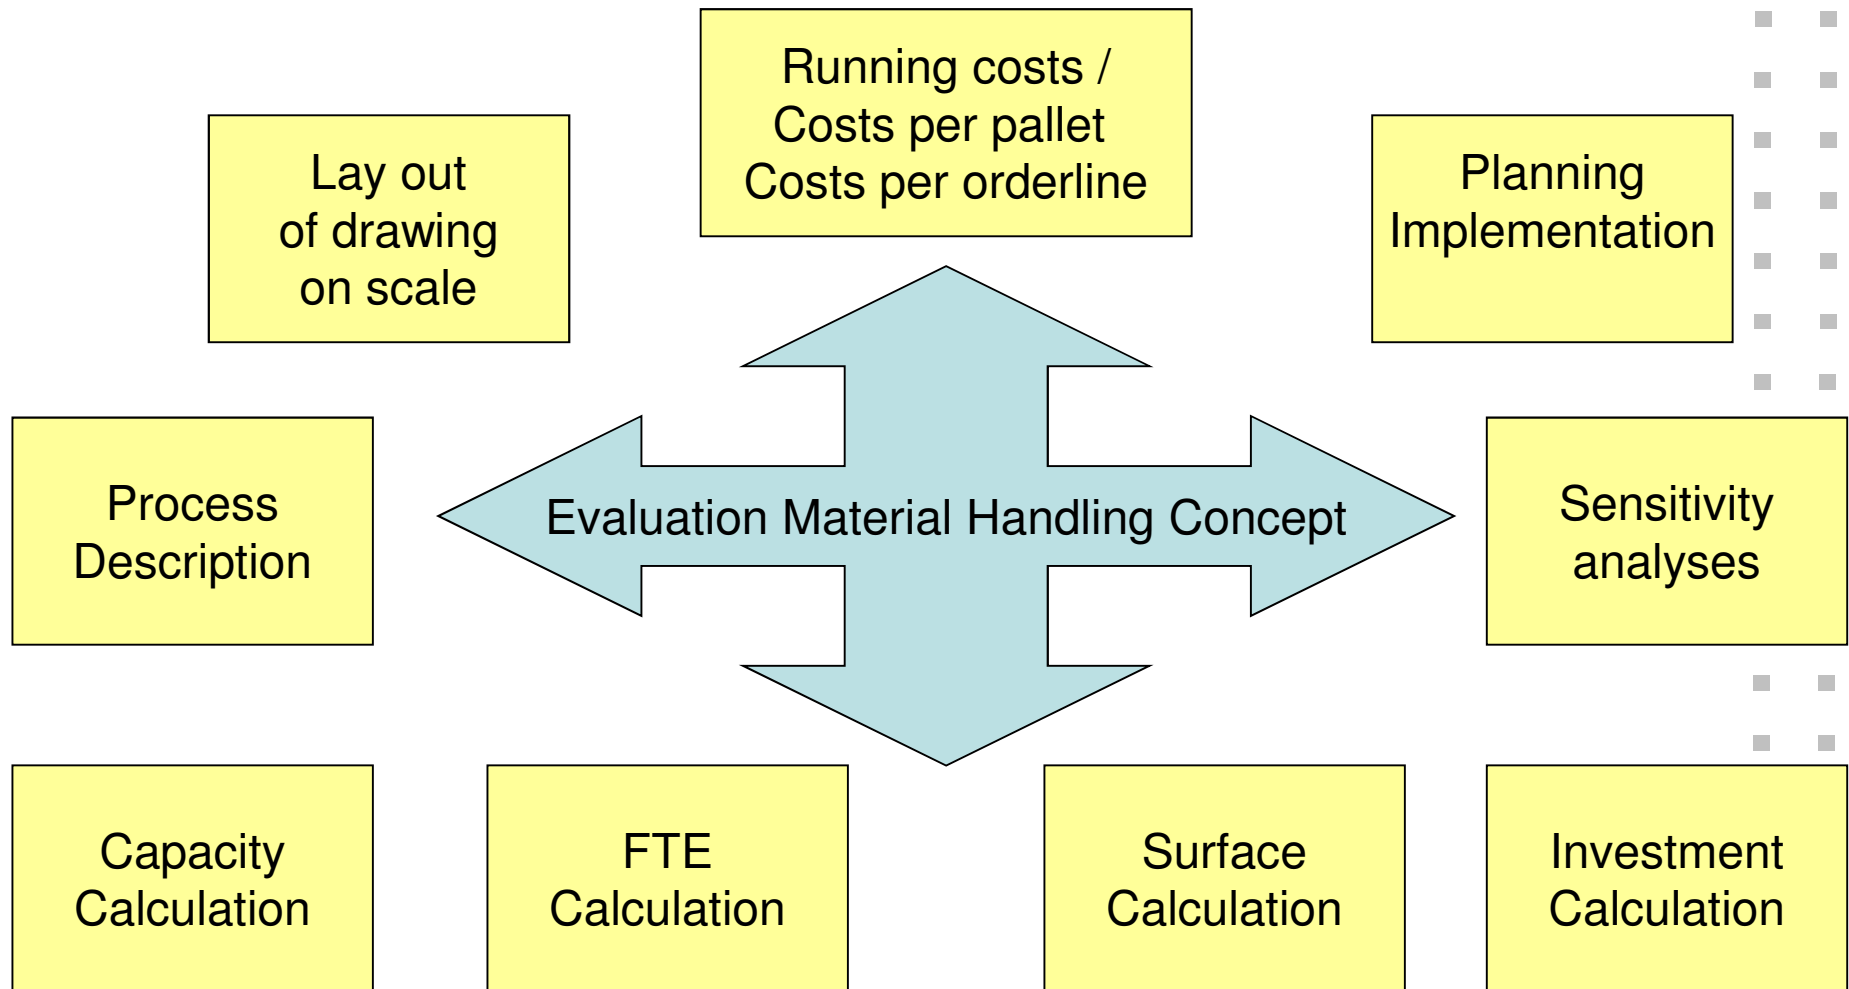 Running costs /
Costs per pallet
Costs per orderline
Lay out
of drawing
on scale
Planning
Implementation
Process
Description
Evaluation Material Handling Concept
Sensitivity
analyses
Capacity
Calculation
FTE
Calculation
Surface
Calculation
Investment
Calculation